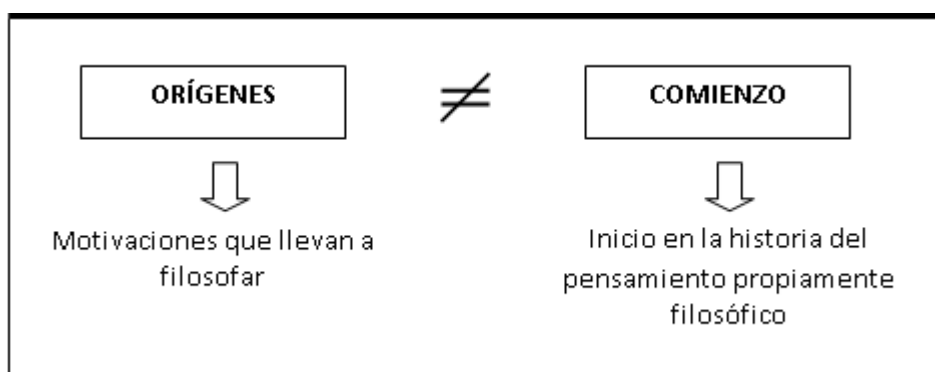 ORÍGENES
≠
COMIENZO
Motivaciones que llevan a
filosofar
Inicio en la historia del
pensamiento propiamente
filosófico